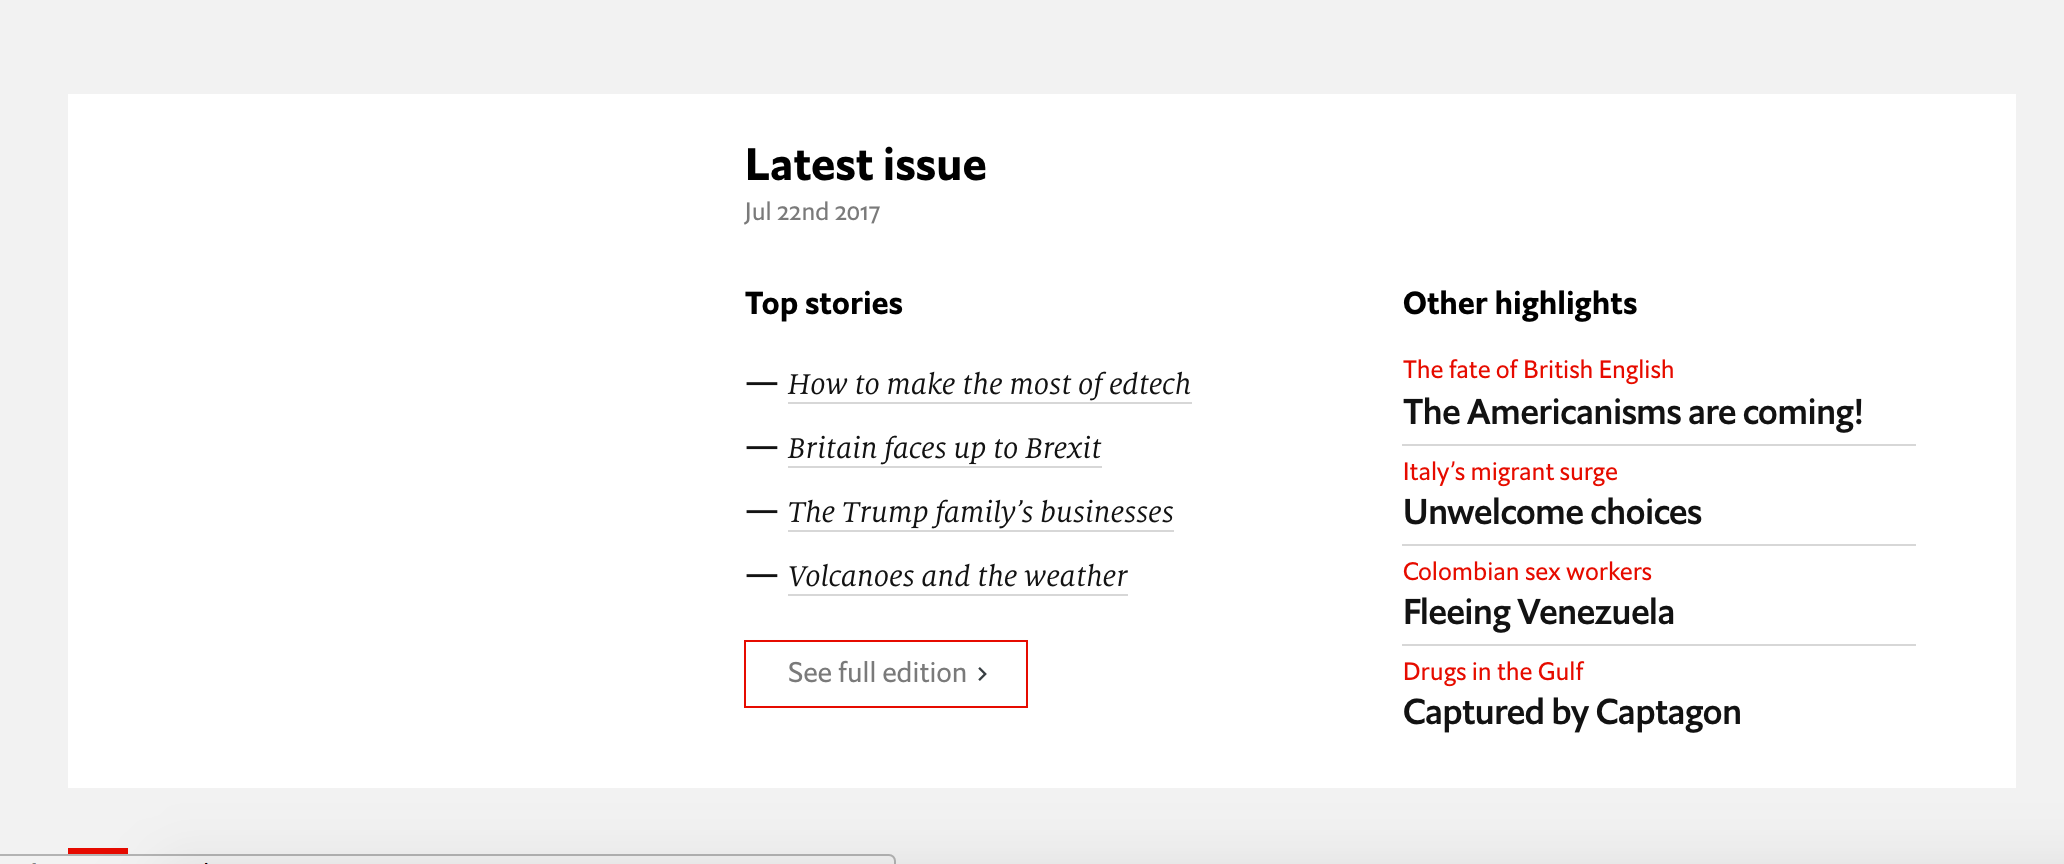 Latest issue
Jul 22nd 2017
Top stories
— How to make the most of edtech
— Britain faces up to Brexit
— The Trump family’s businesses
— Volcanoes and the weather
See full edition ›
Other highlights
The fate of British English
The Americanisms are coming!
Italy’s migrant surge
Unwelcome choices
Colombian sex workers
Fleeing Venezuela
Drugs in the Gulf
Captured by Captagon